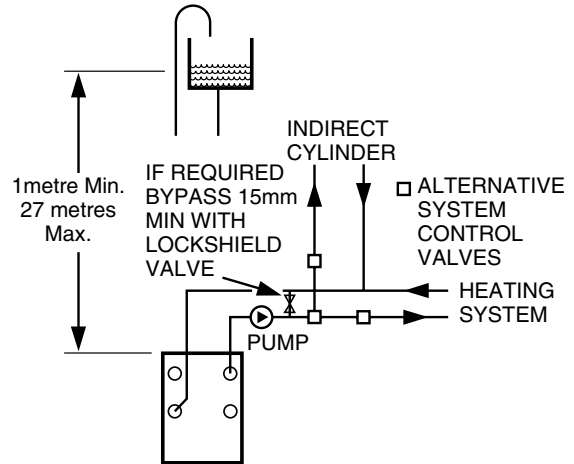 1metre Min.
27 metres
Max.
IF REQUIRED
BYPASS 15mm
MIN WITH
LOCKSHIELD
VALVE
INDIRECT
CYLINDER
ALTERNATIVE
SYSTEM
CONTROL
VALVES
HEATING
SYSTEM
PUMP